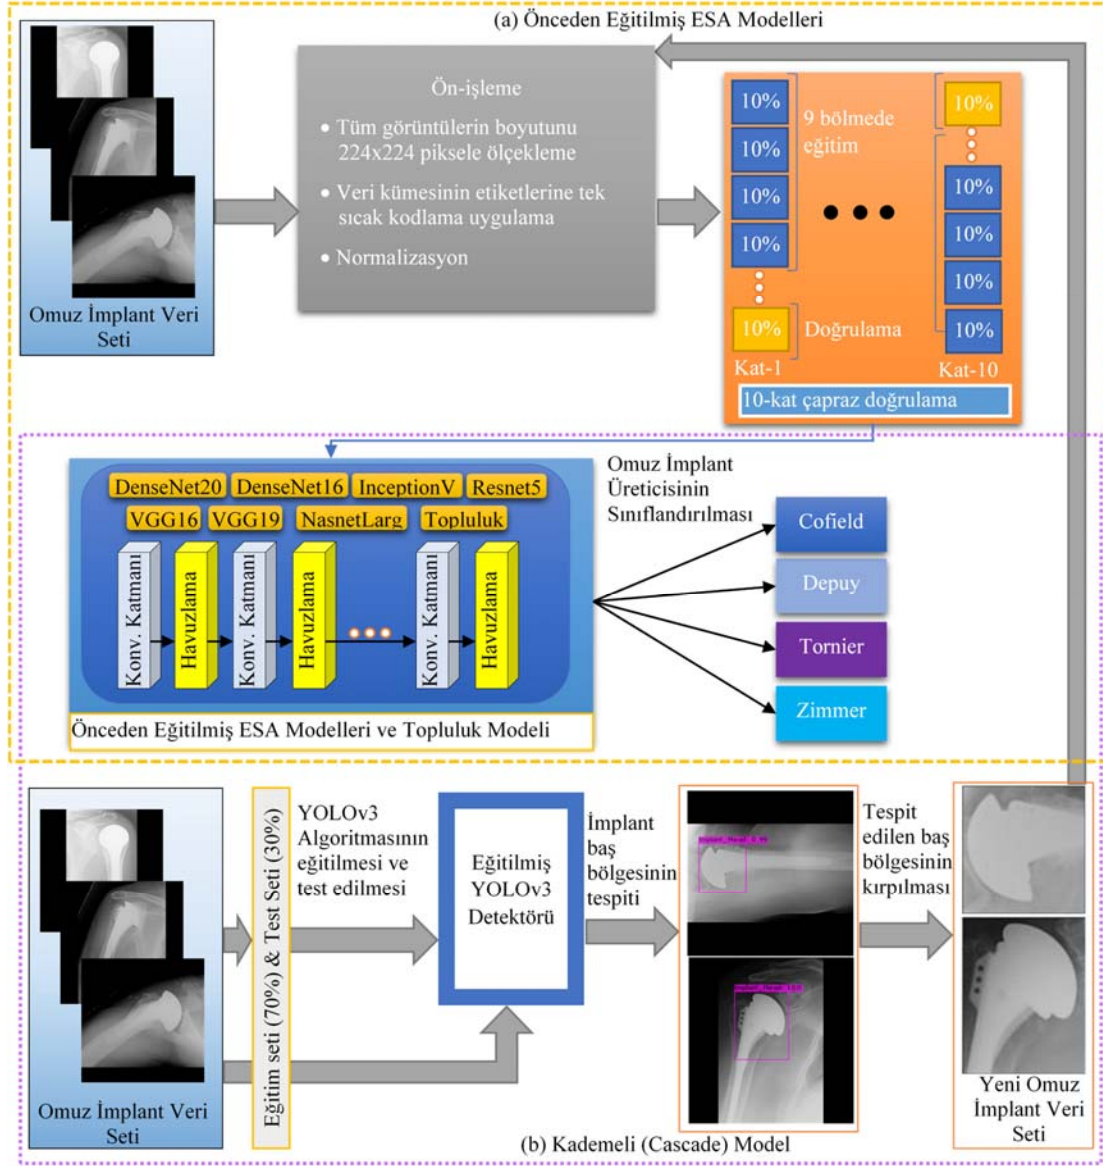 (a) Önceden Eğitilmiş ESA Modelleri
Omuz İmplant Veri
Seti
Ön-işleme
• Tüm görüntülerin boyutunu
224x224 piksele ölçekleme
• Veri kümesinin etiketlerine tek
sıcak kodlama uygulama
• Normalizasyon
10%
10%
10%
10%
10%
Kat-1
9 bölmede
eğitim
Doğrulama
10%
10%
10%
10%
10%
Kat-10
10-kat çapraz doğrulama
DenseNet20
DenseNet16
InceptionV
Resnet5
VGG16
VGG19
NasnetLarg
Topluluk
Konv. Katmanı
Havuzlama
Konv. Katmanı
Havuzlama
Konv. Katmanı
Havuzlama
Önceden Eğitilmiş ESA Modelleri ve Topluluk Modeli
Omuz İmplant
Üreticisinin
Sınıflandırılması
Cofield
Depuy
Tornier
Zimmer
Omuz İmplant Veri
Seti
Eğitim seti (70%) & Test Seti (30%)
YOLOv3
Algoritmasının
eğitilmesi ve
test edilmesi
Eğitilmiş
YOLOv3
Detektörü
İmplant
baş
bölgesinin
tespiti
Tespit
edilen baş
bölgesinin
kırpılması
Yeni Omuz
İmplant Veri
Seti
(b) Kademeli (Cascade) Model